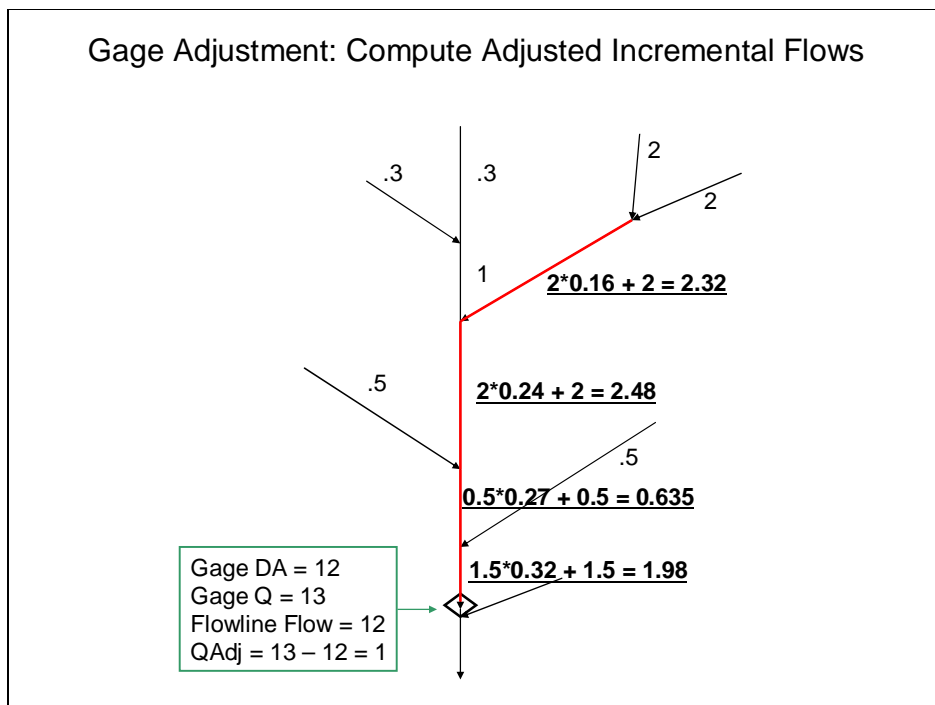 Gage Adjustment: Compute Adjusted Incremental Flows
2
.3
.3
2
1
2*0.16 + 2 = 2.32
.5
2*0.24 + 2 = 2.48
.5
0.5*0.27 + 0.5 = 0.635
1.5*0.32 + 1.5 = 1.98
Gage DA = 12
Gage Q = 13
Flowline Flow = 12
QAdj = 13 – 12 = 1